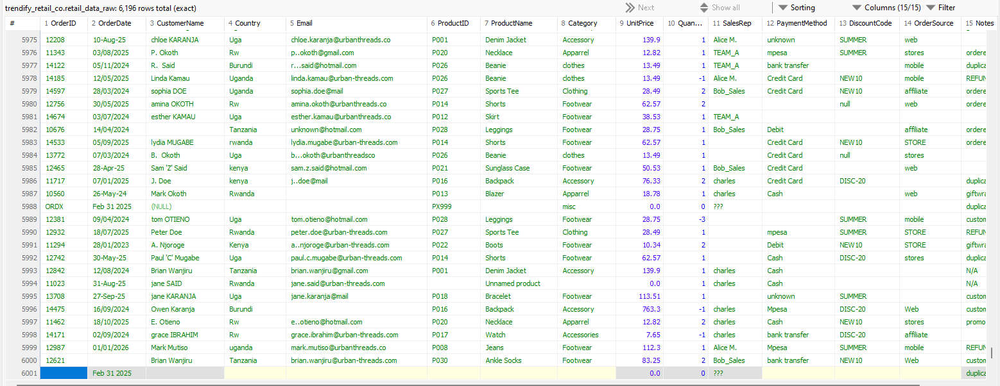 trendify_retail_co.retail_data_raw: 6,196 rows total (exact) Next Show all Sorting Columns (15/15) Filter
# 1 OrderID 2 OrderDate 3 CustomerName 4 Country 5 Email 6 ProductID 7 ProductName 8 Category 9 UnitPrice 10 Quan... 11 SalesRep 12 PaymentMethod 13 DiscountCode 14 OrderSource 15 Notes
5975 12208 10-Aug-25 chloe KARANJA Uga chloe.karanja@urbanthreads.co P001 Denim Jacket Accessory 139.9 1 Alice M. unknown SUMMER web
5976 11343 03/08/2025 P. Okoth Rw p..okoth@gmail.com P020 Necklace Apparrel 12.82 1 TEAM_A mpesa SUMMER stores ordere
5977 14122 05/11/2024 R.  Said Burundi r...said@hotmail.com P026 Beanie clothes 13.49 1 TEAM_A bank transfer mobile duplica
5978 14185 12/05/2025 Linda Kamau Uganda linda.kamau@urban-threads.com P026 Beanie clothes 13.49 -1 Alice M. Credit Card NEW10 mobile REFUN
5979 14597 28/03/2024 sophia DOE Uganda sophia.doe@mail P027 Sports Tee Clothing 28.49 2 Bob_Sales Credit Card NEW10 affiliate ordere
5980 12756 30/05/2025 amina OKOTH Rw amina.okoth@urbanthreads.co P014 Shorts Footwear 62.57 2 null web ordere
5981 14674 03/07/2024 esther KAMAU Uga esther.kamau@urbanthreads.co P012 Skirt Footwear 38.53 1 TEAM_A
5982 10676 14/04/2024 Tanzania unknown@hotmail.com P028 Leggings Footwear 28.75 1 Bob_Sales Debit affiliate ordere
5983 14533 05/09/2025 lydia MUGABE rwanda lydia.mugabe@urban-threads.com P014 Shorts Footwear 62.57 1 Credit Card NEW10 STORE ordere
5984 13772 07/03/2024 B.  Okoth Uga b...okoth@urbanthreadsco P026 Beanie clothes 13.49 1 Credit Card null stores
5985 12465 28-Apr-25 Sam 'Z' Said kenya sam.z.said@hotmail.com P021 Sunglass Case Footwear 50.53 1 Bob_Sales Credit Card web
5986 11717 07/01/2025 J. Doe kenya j..doe@mail P016 Backpack Accessory 76.33 2 charles Credit Card DISC-20 duplica
5987 10560 26-May-24 Mark Okoth Rwanda P013 Blazer Apparrel 18.78 1 charles Cash web giftwra
5988 ORDX Feb 31 2025 (NULL) PX999 misc 0.0 0 ??? duplica
5989 12381 09/04/2024 tom OTIENO Uga tom.otieno@hotmail.com P028 Leggings Footwear 28.75 -3 SUMMER mobile custom
5990 12932 18/07/2025 Peter Doe Rwanda peter.doe@urban-threads.com P027 Sports Tee Clothing 28.49 1 mpesa SUMMER STORE REFUN
5991 11294 28/01/2023 A. Njoroge Kenya a..njoroge@urban-threads.com P022 Boots Footwear 10.34 2 Debit NEW10 STORE giftwra
5992 12742 30-May-25 Paul 'C' Mugabe Uga paul.c.mugabe@urban-threads.com P014 Shorts Footwear 62.57 1 Cash DISC-20 stores duplica
5993 12842 12/08/2024 Brian Wanjiru Tanzania brian.wanjiru@gmail.com P001 Denim Jacket Accessory 139.9 1 charles Cash N/A
5994 11023 31-Aug-25 jane SAID Rwanda jane.said@urban-threads.com Unnamed product 0.0 1 charles Cash N/A
5995 13708 27-Sep-25 jane KARANJA Uga jane.karanja@mail P018 Bracelet Footwear 113.51 1 unknown SUMMER custom
5996 14475 16/09/2024 Owen Karanja Burundi P016 Backpack Accessory 763.3 -1 charles Mpesa DISC-20 Web custom
5997 11462 18/10/2025 E. Otieno Rw e..otieno@hotmail.com P020 Necklace Apparrel 12.82 2 charles Cash NEW10 stores promo
5998 14171 02/09/2024 grace IBRAHIM Rw grace.ibrahim@urban-threads.com P017 Watch Accessories 7.65 -1 charles bank transfer DISC-20 affiliate
5999 12987 01/01/2026 Mark Mutiso uganda mark.mutiso@urbanthreads.co P008 Jeans Footwear 112.3 1 Alice M. Mpesa SUMMER mobile REFUN
6000 12621 Brian Wanjiru Tanzania brian.wanjiru@urban-threads.com P030 Ankle Socks Footwear 83.25 2 Bob_Sales bank transfer NEW10 Web custom
6001 Feb 31 2025 0.0 0 ??? duplica